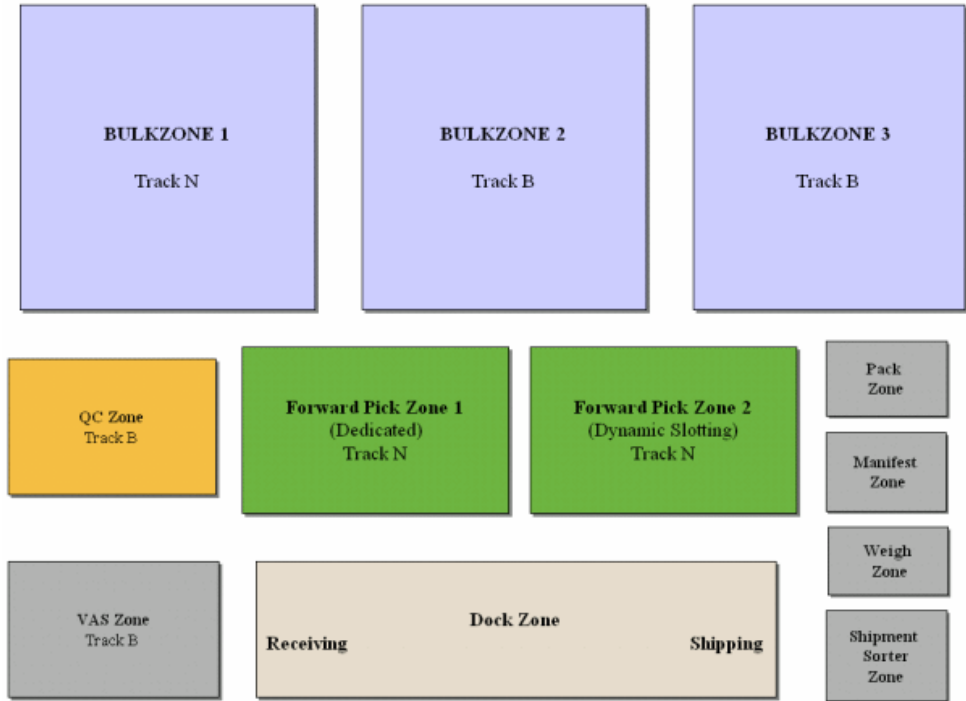 BULKZONE 1
Track N
BULKZONE 2
Track B
BULKZONE 3
Track B
QC Zone
Track B
Forward Pick Zone 1
(Dedicated)
Track N
Forward Pick Zone 2
(Dynamic Slotting)
Track N
Pack
Zone
Manifest
Zone
Weigh
Zone
Shipment
Sorter
Zone
VAS Zone
Track B
Dock Zone
Receiving
Shipping